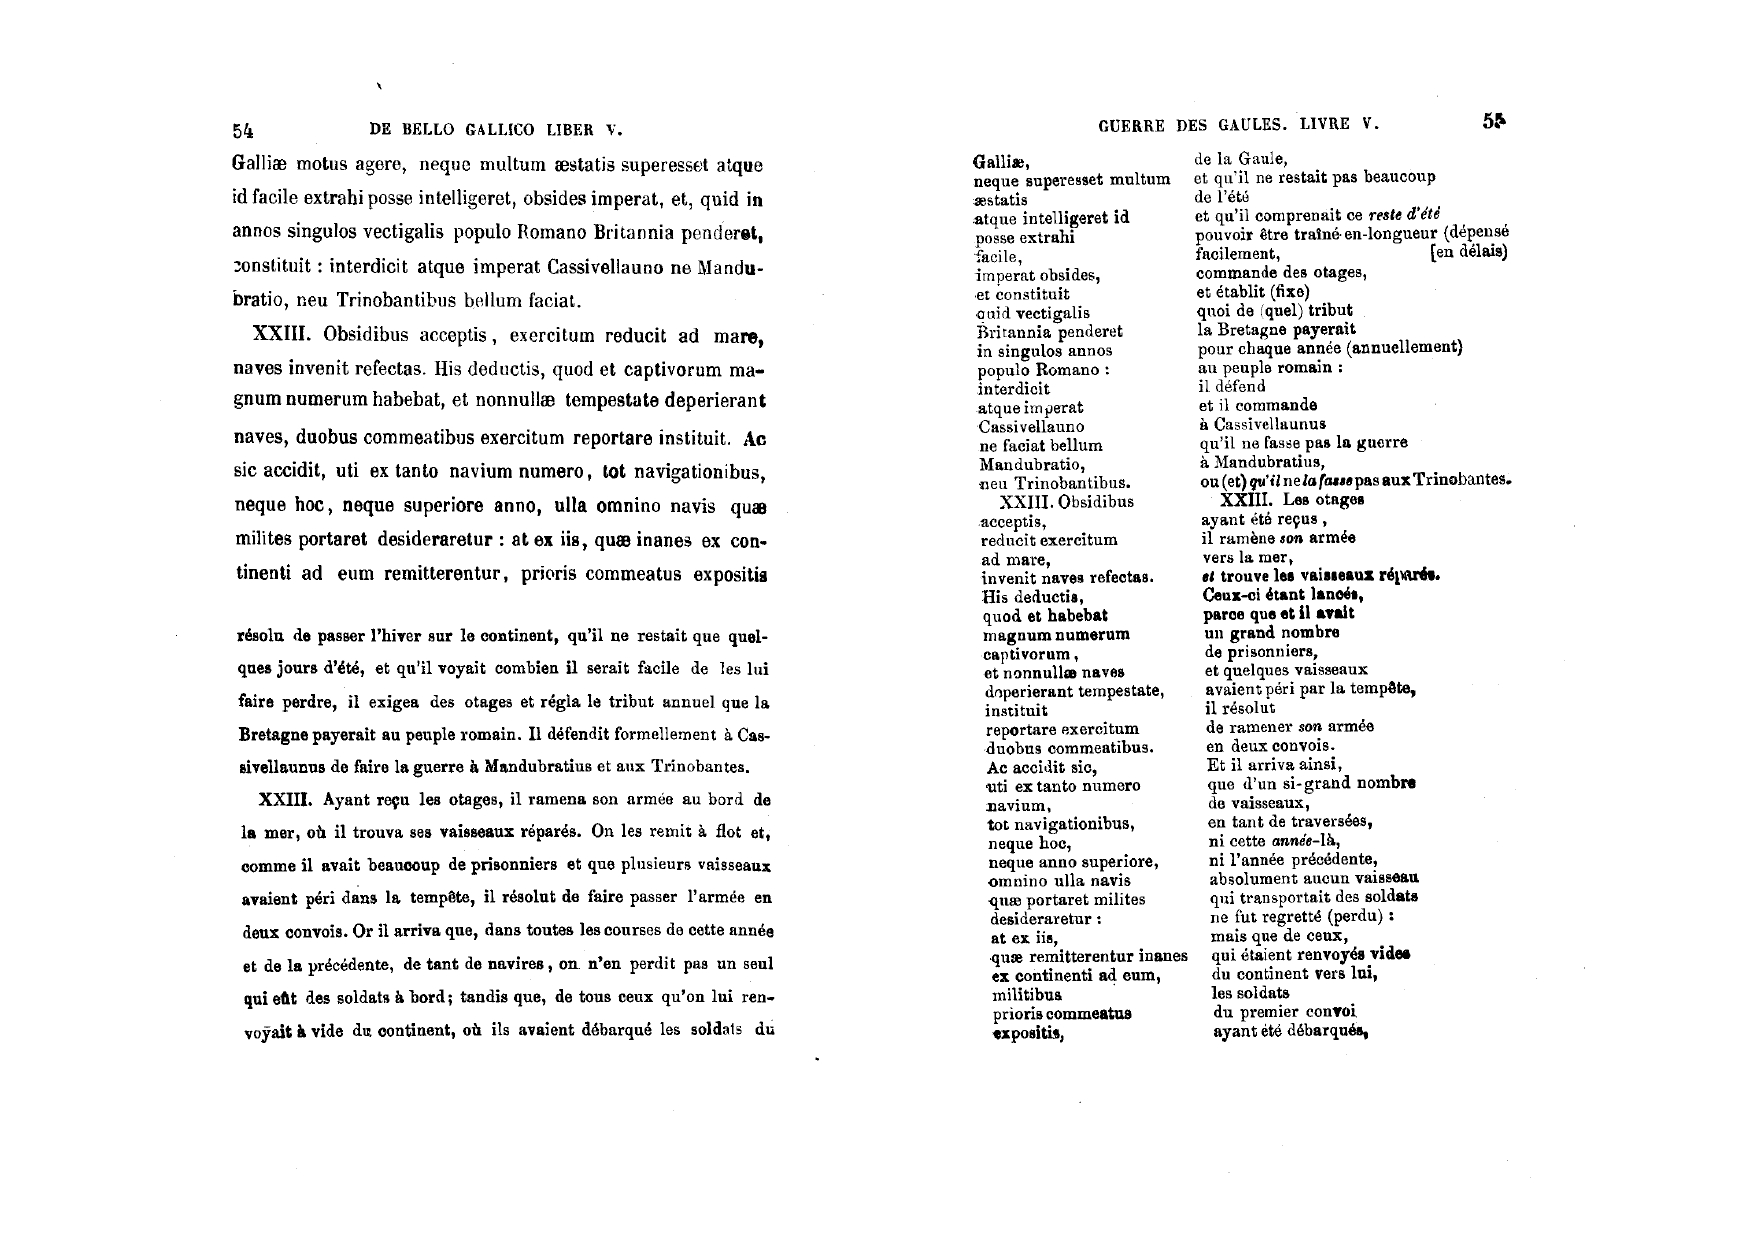 54 DE BELLO GALLICO LIBER V.
Galliæ motus agere, neque multum æstatis superesset atque
id facile extrahi posse intelligeret, obsides imperat, et, quid in
annos singulos vectigalis populo Romano Britannia penderet,
constituit : interdicit atque imperat Cassivellauno ne Mandu-
bratio, neu Trinobantibus bellum faciat.
XXIII. Obsidibus acceptis, exercitum reducit ad mare,
naves invenit refectas. His deductis, quod et captivorum ma-
gnum numerum habebat, et nonnullæ tempestate deperierant
naves, duobus commeatibus exercitum reportare instituit. Ac
sic accidit, uti ex tanto navium numero, tot navigationibus,
neque hoc, neque superiore anno, ulla omnino navis quæ
milites portaret desideraretur : at ex iis, quæ inanes ex con-
tinenti ad eum remitterentur, prioris commeatus expositis
résolu de passer l'hiver sur le continent, qu'il ne restait que quel-
ques jours d'été, et qu'il voyait combien il serait facile de les lui
faire perdre, il exigea des otages et régla le tribut annuel que la
Bretagne payerait au peuple romain. Il défendit formellement à Cas-
sivellaunus de faire la guerre à Mandubratius et aux Trinobantes.
XXIII. Ayant reçu les otages, il ramena son armée au bord de
la mer, où il trouva ses vaisseaux réparés. On les remit à flot et,
comme il avait beaucoup de prisonniers et que plusieurs vaisseaux
avaient péri dans la tempête, il résolut de faire passer l'armée en
deux convois. Or il arriva que, dans toutes les courses de cette année
et de la précédente, de tant de navires, on n'en perdit pas un seul
qui eût des soldats à bord; tandis que, de tous ceux qu'on lui ren-
voyait à vide du continent, où ils avaient débarqué les soldats du
GUERRE DES GAULES. LIVRE V. 55
Galliæ,
neque superesset multum
æstatis
atque intelligeret id
posse extrahi
facile,
imperat obsides,
et constituit
quid vectigalis
Britannia penderet
in singulos annos
populo Romano :
interdicit
atque imperat
Cassivellauno
ne faciat bellum
Mandubratio,
neu Trinobantibus.
XXIII. Obsidibus
acceptis,
reducit exercitum
ad mare,
invenit naves refectas.
His deductis,
quod et habebat
magnum numerum
captivorum,
et nonnullæ naves
deperierant tempestate,
instituit
reportare exercitum
duobus commeatibus.
Ac accidit sic,
uti ex tanto numero
navium,
tot navigationibus,
neque hoc,
neque anno superiore,
omnino ulla navis
quæ portaret milites
desideraretur :
at ex iis,
quæ remitterentur inanes
ex continenti ad eum,
militibus
prioris commeatus
expositis,
de la Gaule,
et qu'il ne restait pas beaucoup
de l'été
et qu'il comprenait ce reste d'été
pouvoir être traîné-en-longueur (dépensé
facilement, [en délais)
commande des otages,
et établit (fixe)
quoi de (quel) tribut
la Bretagne payerait
pour chaque année (annuellement)
au peuple romain :
il défend
et il commande
à Cassivellaunus
qu'il ne fasse pas la guerre
à Mandubratius,
ou (et) qu'il ne la fasse pas aux Trinobantes.
XXIII. Les otages
ayant été reçus,
il ramène son armée
vers la mer,
et trouve les vaisseaux réparés.
Ceux-ci étant lancés,
parce que et il avait
un grand nombre
de prisonniers,
et quelques vaisseaux
avaient péri par la tempête,
il résolut
de ramener son armée
en deux convois.
Et il arriva ainsi,
que d'un si-grand nombre
de vaisseaux,
en tant de traversées,
ni cette année-là,
ni l'année précédente,
absolument aucun vaisseau
qui transportait des soldats
ne fut regretté (perdu) :
mais que de ceux,
qui étaient renvoyés vides
du continent vers lui,
les soldats
du premier convoi
ayant été débarqués,